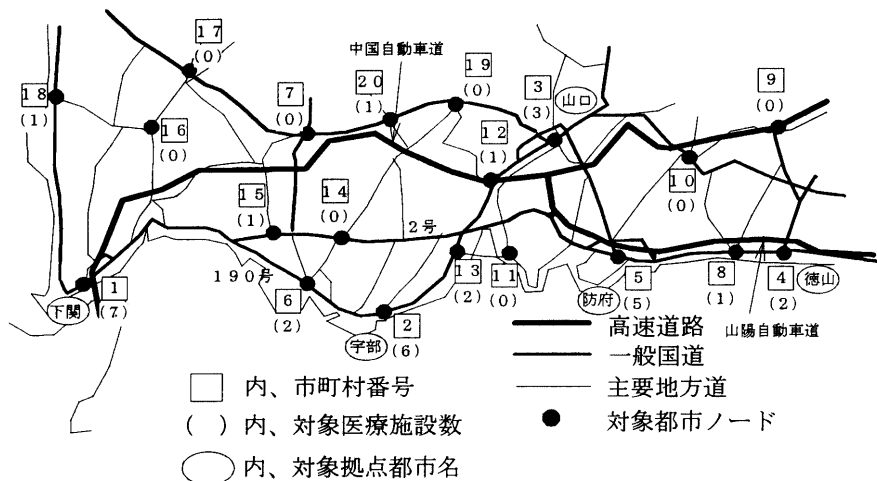 17
(0)
中国自動車道
19
(0)
3
(3)
山口
9
(0)
18
(1)
20
(1)
7
(0)
16
(0)
12
(1)
10
(0)
15
(1)
14
(0)
2号
190号
13
(2)
11
(0)
1
(7)
下関
6
(2)
2
(6)
宇部
防府
5
(5)
8
(1)
4
(2)
徳山
山陽自動車道
高速道路
一般国道
主要地方道
対象都市ノード
内、市町村番号
( )内、対象医療施設数
内、対象拠点都市名